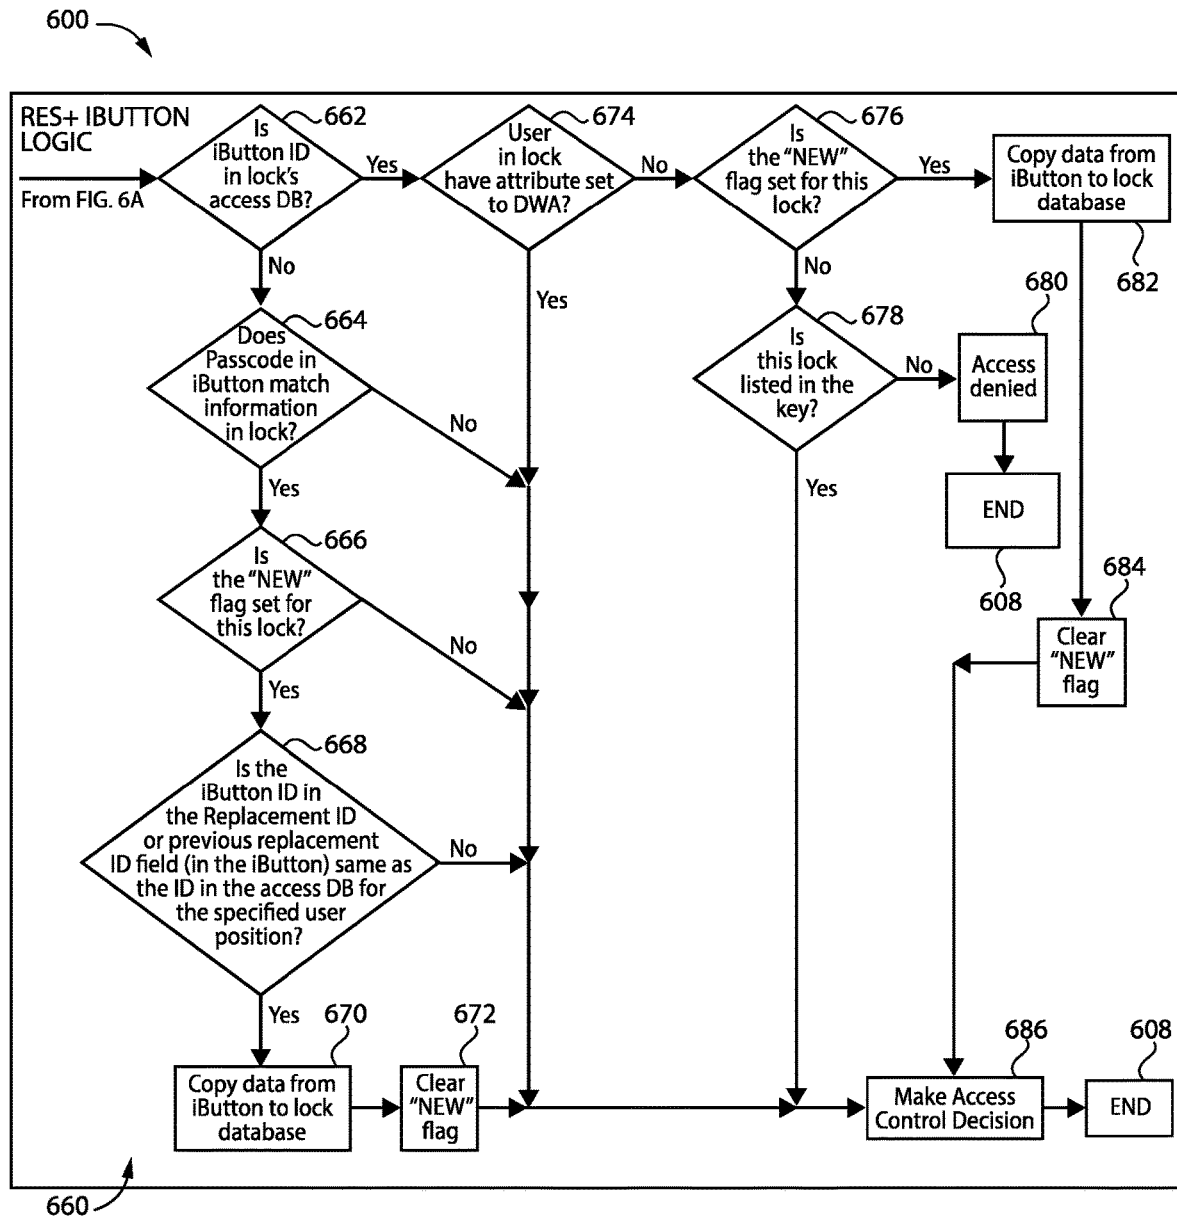 600
RES+ IBUTTON
LOGIC
From FIG. 6A
662
Is
iButton ID
in lock's
access DB?
Yes
No
674
User
in lock
have attribute set
to DWA?
No
Yes
676
Is
the "NEW"
flag set for this
lock?
Yes
No
Copy data from
iButton to lock
database
682
664
Does
Passcode in
iButton match
information
in lock?
No
Yes
678
Is
this lock
listed in the
key?
No
Yes
680
Access
denied
END
608
666
Is
the "NEW"
flag set for
this lock?
No
Yes
684
Clear
"NEW"
flag
668
Is the
iButton ID in
the Replacement ID
or previous replacement
ID field (in the iButton) same as
the ID in the access DB for
the specified user
position?
No
Yes
670
Copy data from
iButton to lock
database
672
Clear
"NEW"
flag
686
Make Access
Control Decision
608
END
660